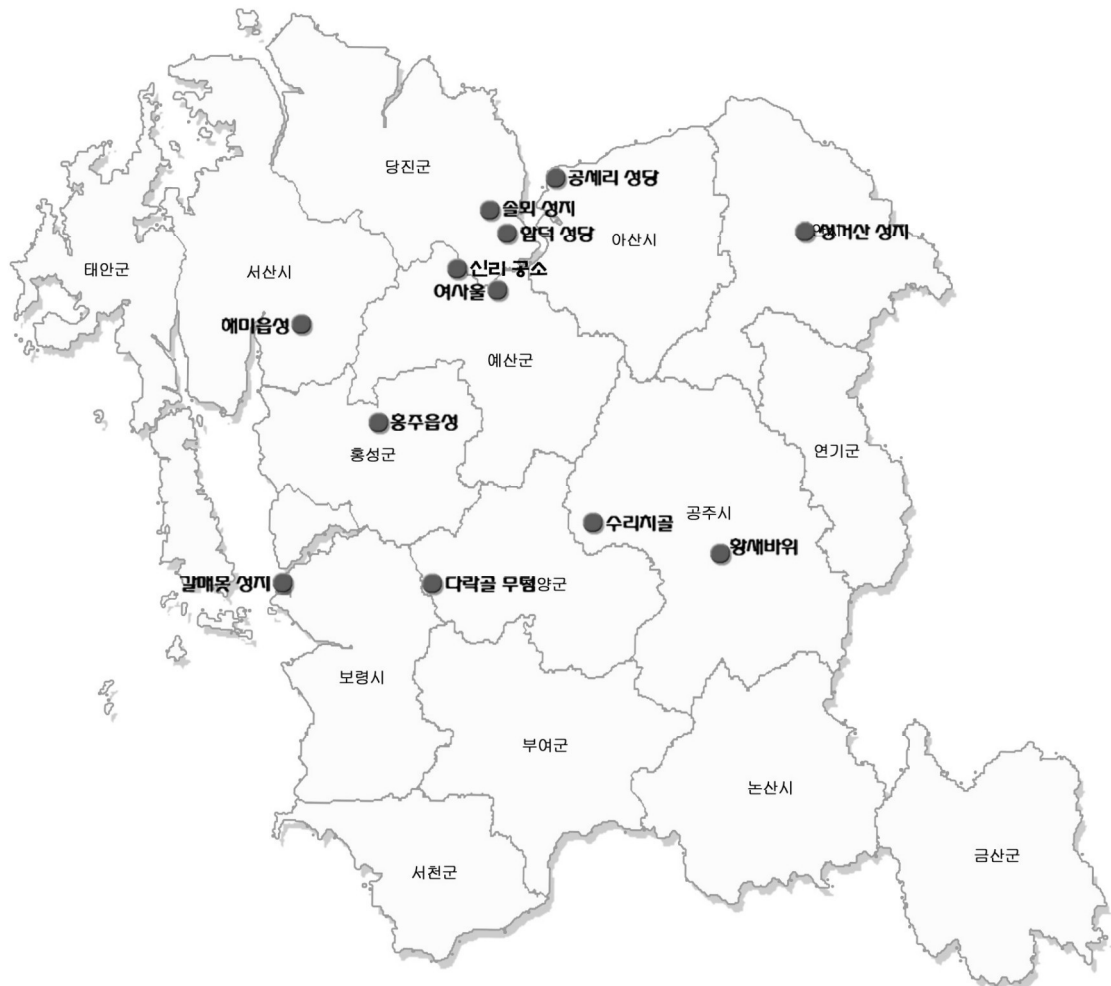 당진군
공세리 성당
솔뫼 성지
합덕 성당
아산시
성거산 성지
태안군
서산시
신리 공소
여사울
해미읍성
예산군
홍주읍성
홍성군
연기군
공주시
수리치골
황새바위
갈매못 성지
다락골 무덤
양군
보령시
부여군
논산시
금산군
서천군